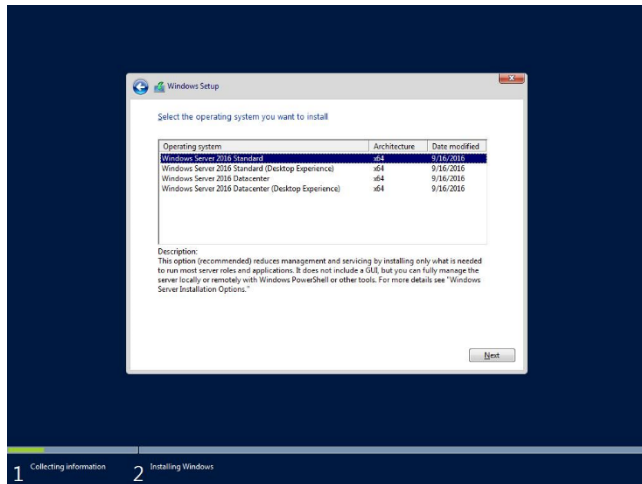 Windows Setup
Select the operating system you want to install
Operating system Architecture Date modified
Windows Server 2016 Standard x64 9/16/2016
Windows Server 2016 Standard (Desktop Experience) x64 9/16/2016
Windows Server 2016 Datacenter x64 9/16/2016
Windows Server 2016 Datacenter (Desktop Experience) x64 9/16/2016
Description:
This option (recommended) reduces management and servicing by installing only what is needed
to run most server roles and applications. It does not include a GUI, but you can fully manage the
server locally or remotely with Windows PowerShell or other tools. For more details see "Windows
Server Installation Options."
Next
1 Collecting information 2 Installing Windows